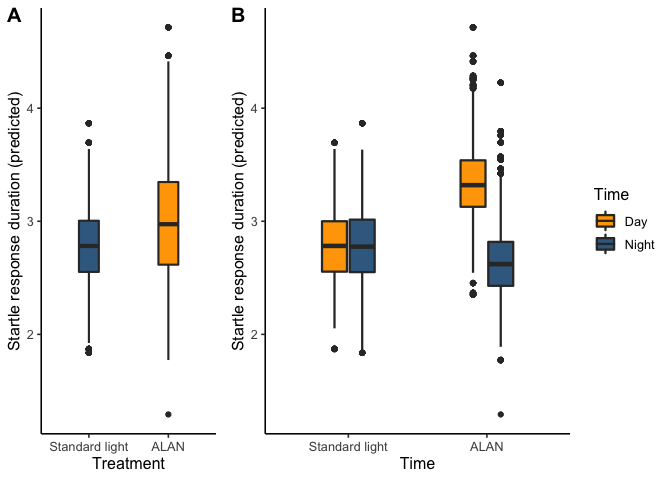 A
Startle response duration (predicted)
4
3
2
Standard light
ALAN
Treatment
B
Startle response duration (predicted)
4
3
2
Standard light
ALAN
Time
Time
Day
Night